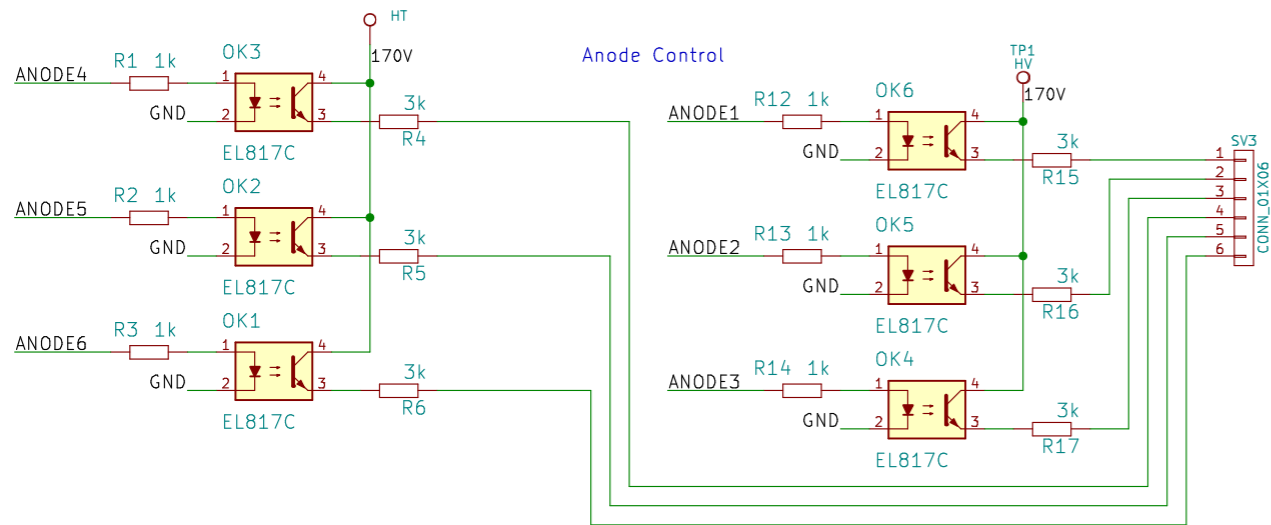 HT
170V
Anode Control
ANODE4
R1 1k
OK3
1
2
4
3
GND
EL817C
3k
R4
ANODE5
R2 1k
OK2
1
2
4
3
GND
EL817C
3k
R5
ANODE6
R3 1k
OK1
1
2
4
3
GND
EL817C
3k
R6
TP1
HV
170V
ANODE1
R12 1k
OK6
1
2
4
3
GND
EL817C
3k
R15
ANODE2
R13 1k
OK5
1
2
4
3
GND
EL817C
3k
R16
ANODE3
R14 1k
OK4
1
2
4
3
GND
EL817C
3k
R17
SV3
1
2
3
4
5
6
CONN_01X06